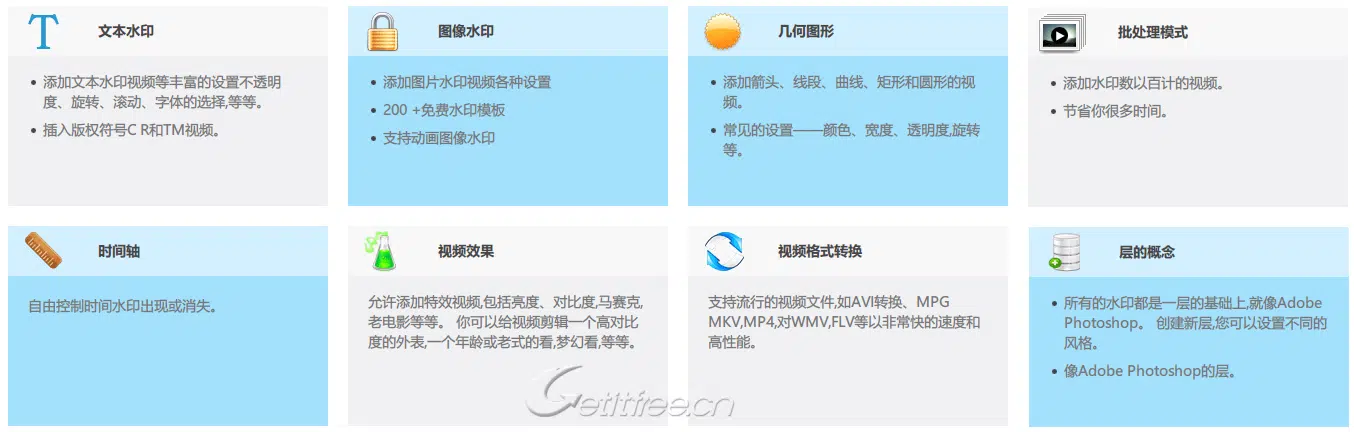 T
文本水印
添加文本水印视频等丰富的设置不透明
度、旋转、滚动、字体的选择,等等。
插入版权符号C R和TM视频。
图像水印
添加图片水印视频各种设置
200 +免费水印模板
支持动画图像水印
几何图形
添加箭头、线段、曲线、矩形和圆形的视
频。
常见的设置——颜色、宽度、透明度,旋转
等。
批处理模式
添加水印数以百计的视频。
节省你很多时间。
时间轴
自由控制时间水印出现或消失。
视频效果
允许添加特效视频,包括亮度、对比度,马赛克,
老电影等等。 你可以给视频剪辑一个高对比
度的外表,一个年龄或老式的看,梦幻看,等等。
视频格式转换
支持流行的视频文件,如AVI转换、MPG
MKV,MP4,对WMV,FLV等以非常快的速度和
高性能。
层的概念
所有的水印都是一层的基础上,就像Adobe
Photoshop。 创建新层,您可以设置不同的
风格。
像Adobe Photoshop的层。
Getitfree.cn